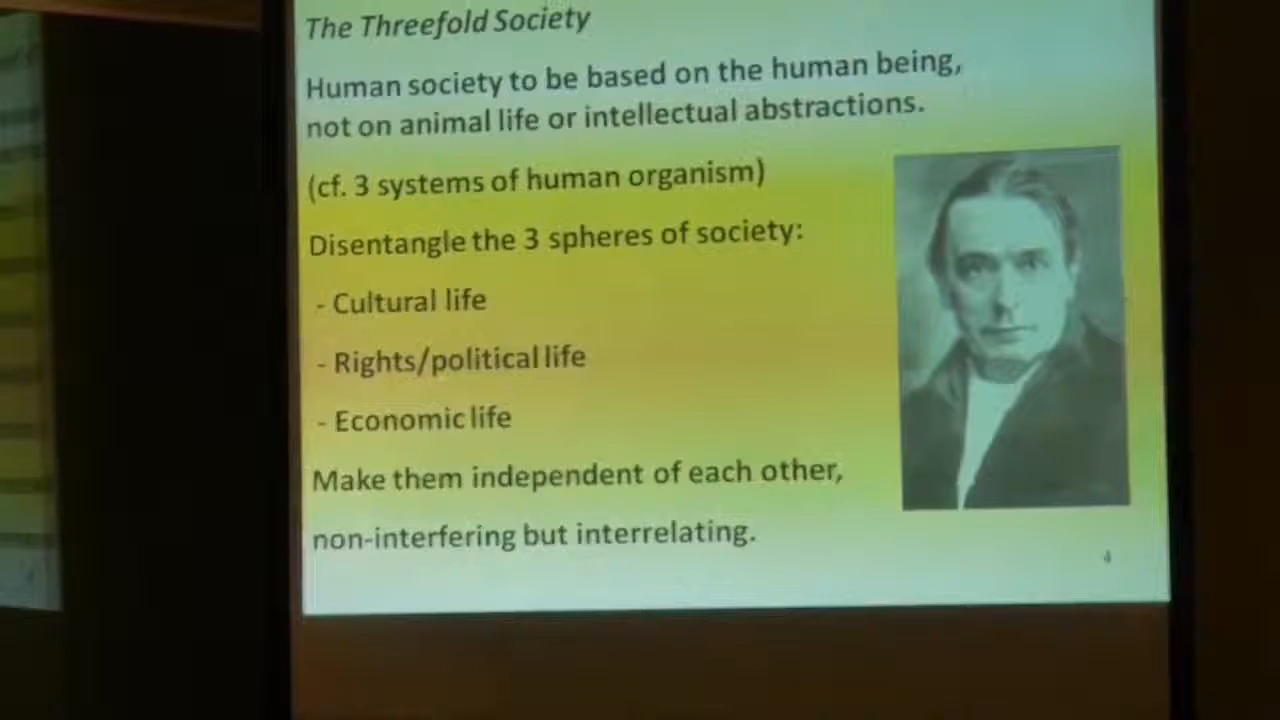 The Threefold Society
Human society to be based on the human being,
not on animal life or intellectual abstractions.
(cf. 3 systems of human organism)
Disentangle the 3 spheres of society:
- Cultural life
- Rights/political life
- Economic life
Make them independent of each other,
non-interfering but interrelating.
4